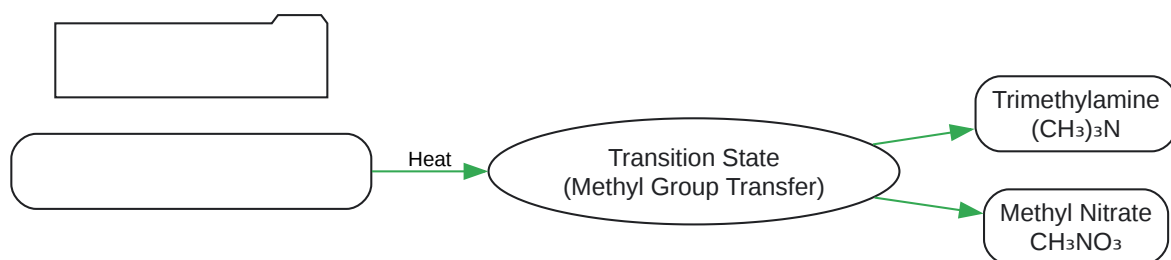 Heat
Transition State
(Methyl Group Transfer)
Trimethylamine
(CH₃)₃N
Methyl Nitrate
CH₃NO₃